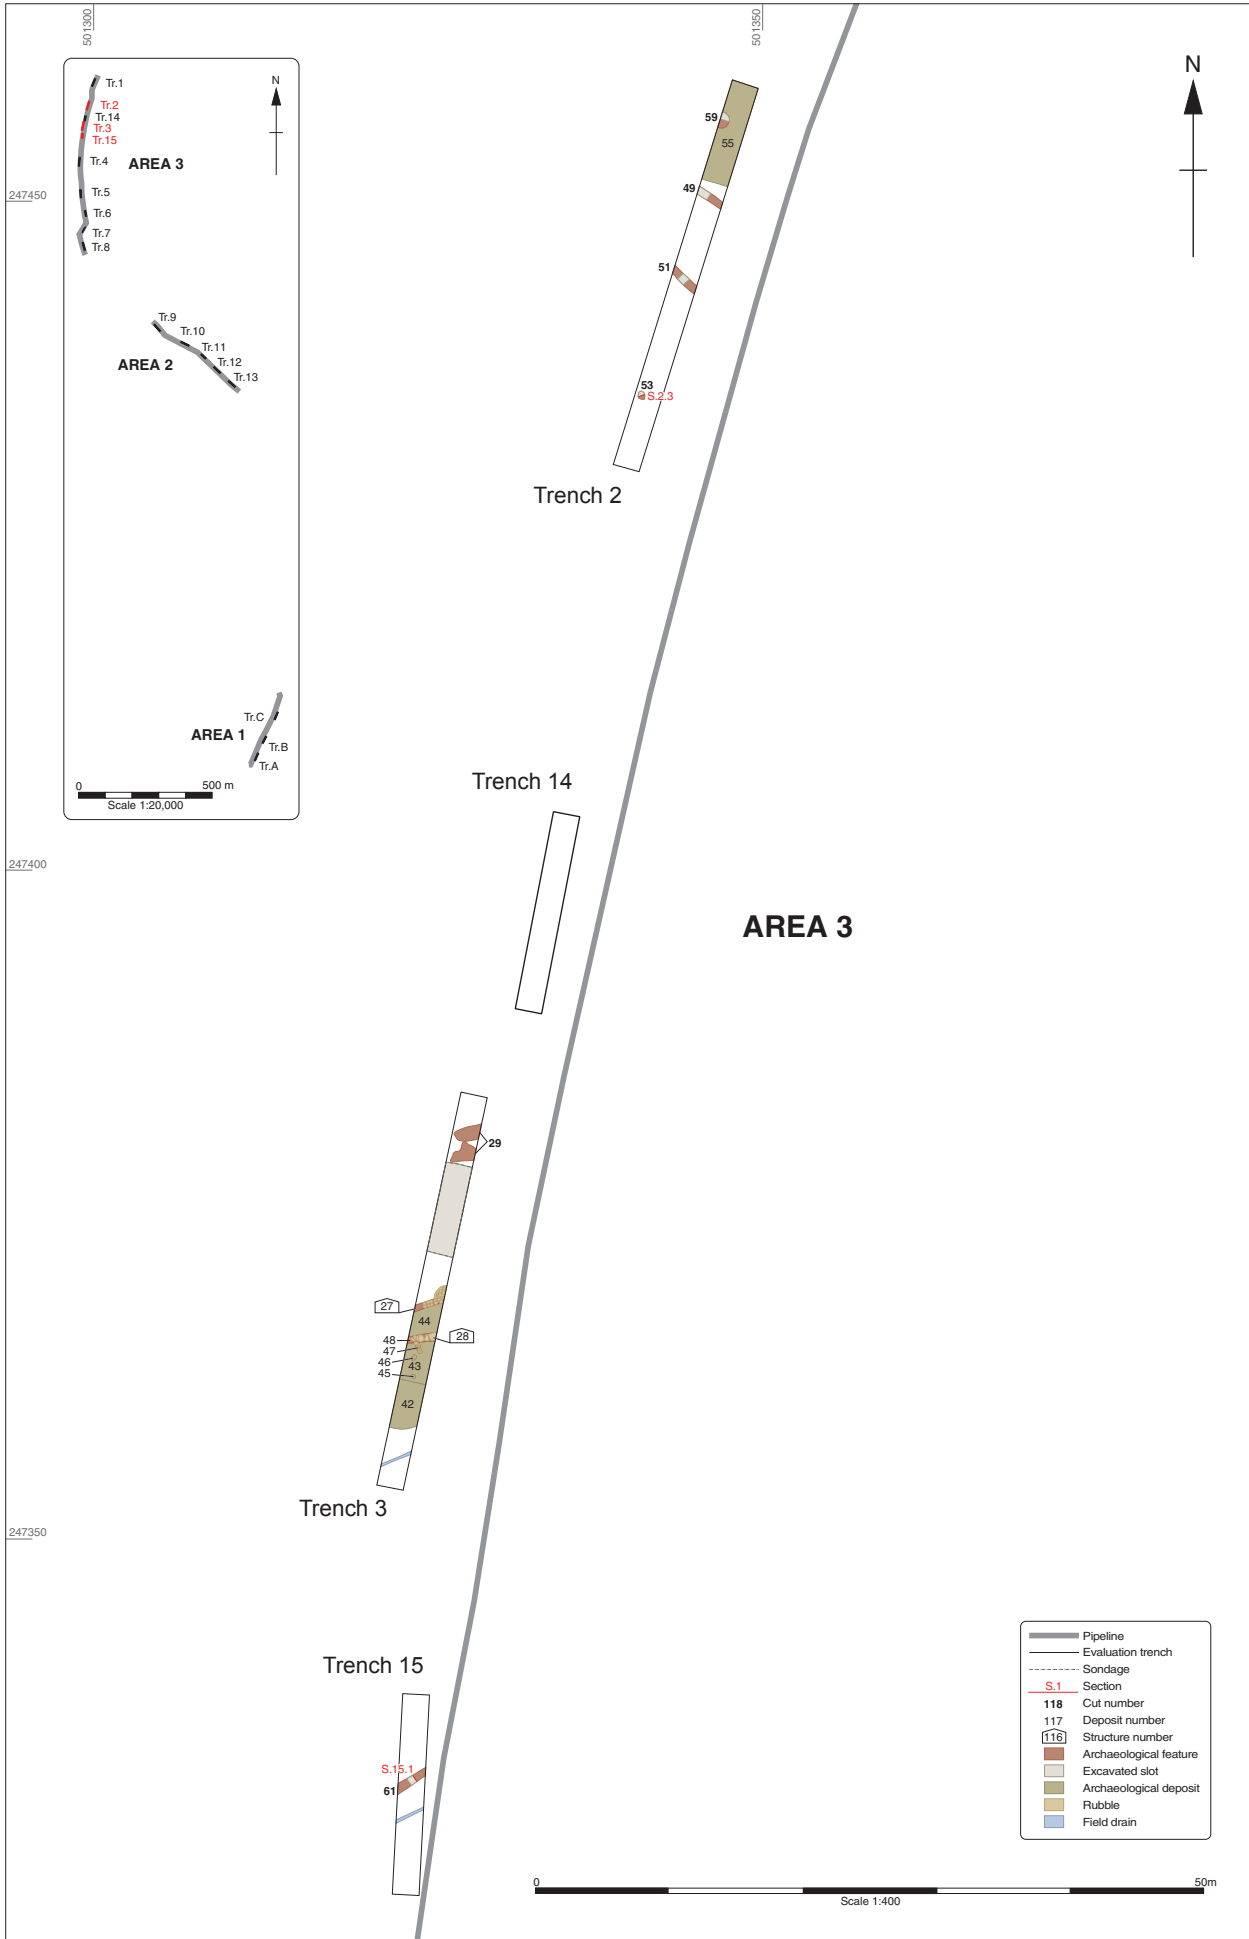 501300
501350
N
Tr.1
Tr.2
Tr.14
Tr.3
Tr.15
Tr.4
AREA 3
Tr.5
Tr.6
Tr.7
Tr.8
Tr.9
Tr.10
Tr.11
AREA 2
Tr.12
Tr.13
Tr.C
AREA 1
Tr.B
Tr.A
0 500 m
Scale 1:20,000
N
247450
59
55
49
51
53
S.2.3
Trench 2
Trench 14
247400
AREA 3
29
27
44
28
48
47
46
43
45
42
Trench 3
247350
Trench 15
S.15.1
61
Pipeline
Evaluation trench
Sondage
S.1 Section
118 Cut number
117 Deposit number
116 Structure number
Archaeological feature
Excavated slot
Archaeological deposit
Rubble
Field drain
0 50m
Scale 1:400